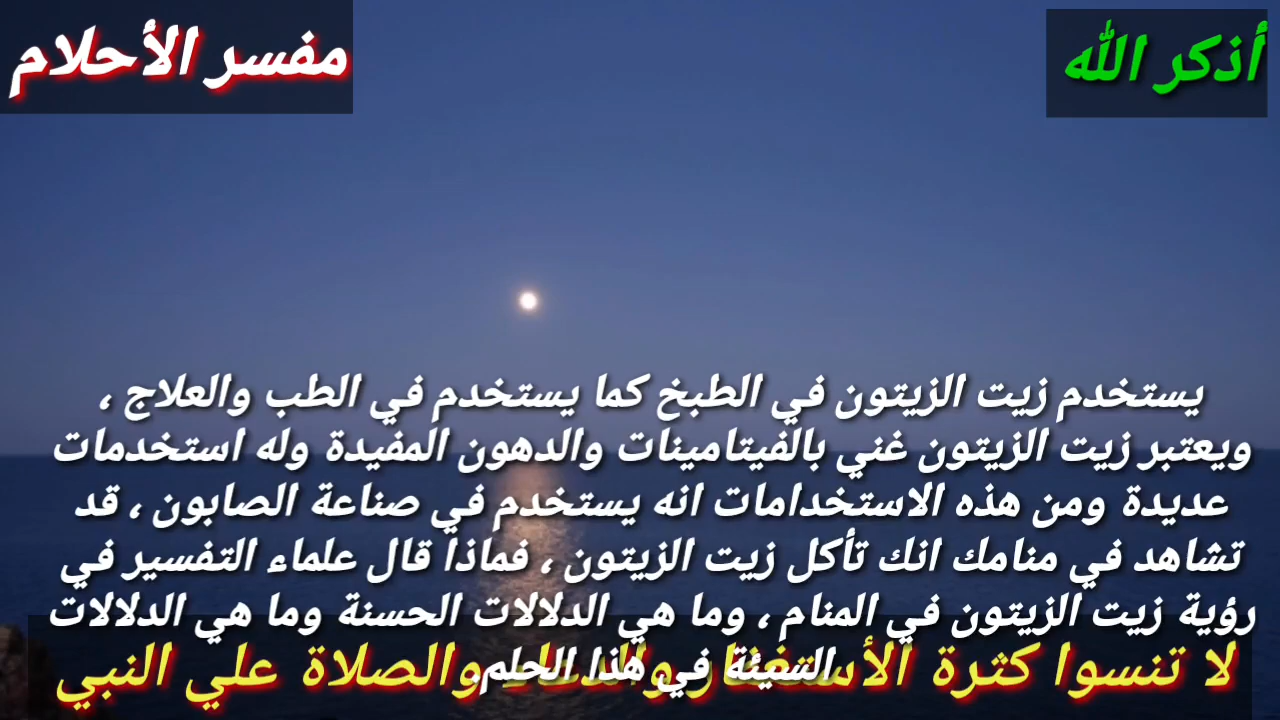 أذكر الله
مفسر الأحلام
يستخدم زيت الزيتون في الطبخ كما يستخدم في الطب والعلاج ،
ويعتبر زيت الزيتون غني بالفيتامينات والدهون المفيدة وله استخدمات
عديدة ومن هذه الاستخدامات انه يستخدم في صناعة الصابون ، قد
تشاهد في منامك انك تأكل زيت الزيتون ، فماذا قال علماء التفسير في
رؤية زيت الزيتون في المنام ، وما هي الدلالات الحسنة وما هي الدلالات
السيئة في هذا الحلم.
لا تنسوا كثرة الأستغفار والصلاة علي النبي